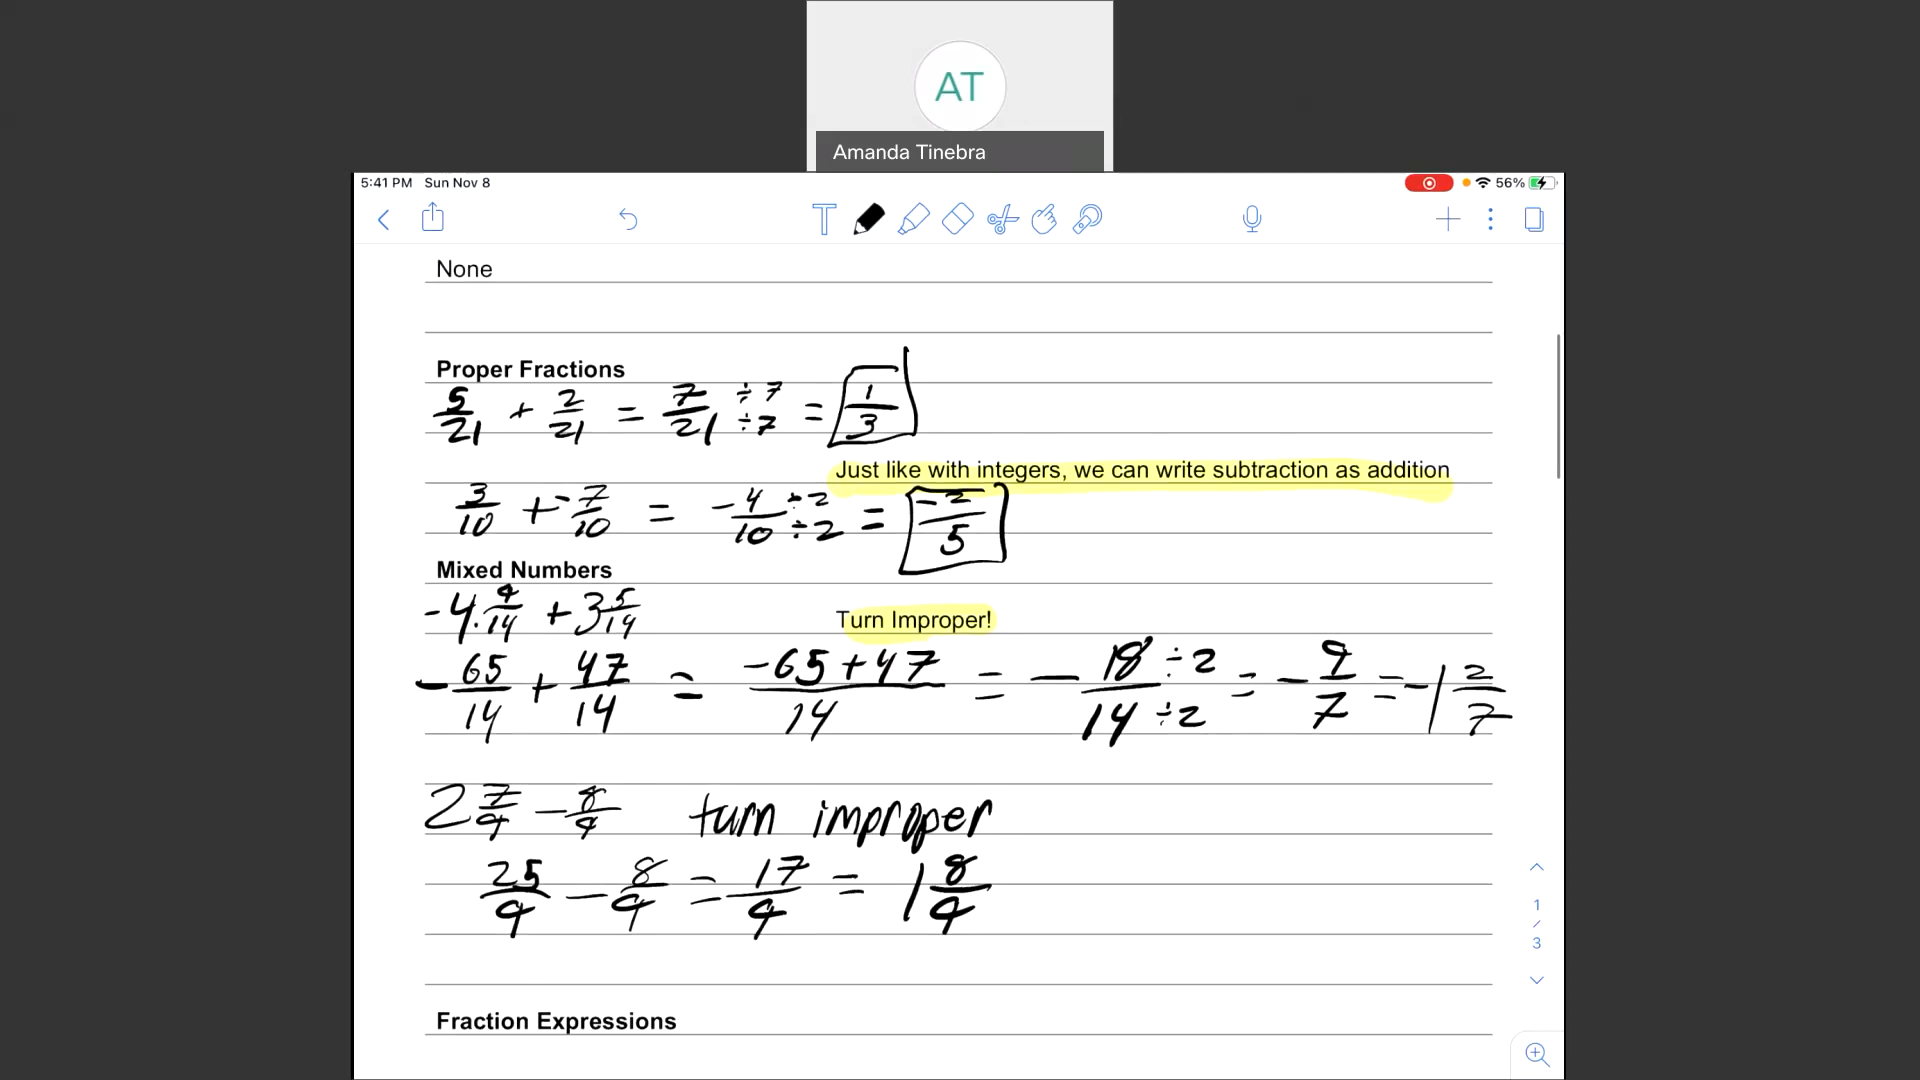 AT
Amanda Tinebra
5:41 PM Sun Nov 8
56%
T
None
Proper Fractions
5/21 + 2/21 = 7/21 ÷7/÷7 = 1/3
Just like with integers, we can write subtraction as addition
3/10 + -7/10 = -4/10 ÷2/÷2 = -2/5
Mixed Numbers
-4 9/14 + 3 5/14
Turn Improper!
-65/14 + 47/14 = (-65+47)/14 = -18/14 ÷2/÷2 = -9/7 = -1 2/7
2 7/9 - 8/9 turn improper
25/9 - 8/9 = 17/9 = 1 8/9
1
/
3
Fraction Expressions